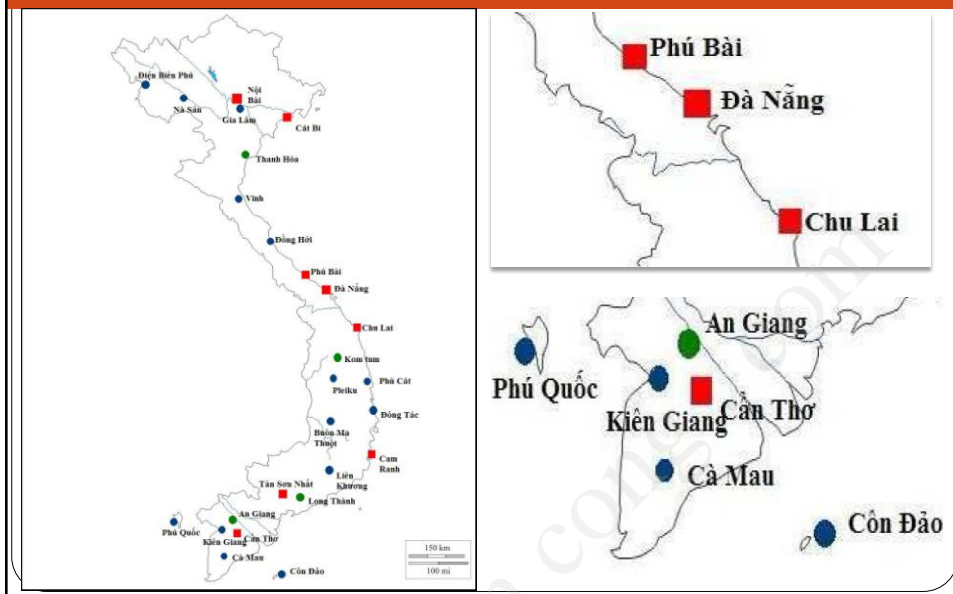 Điện Biên Phủ
Nà Sản
Nội
Bài
Gia Lâm
Cát Bi
Thanh Hóa
Vinh
Đồng Hới
Phú Bài
Đà Nẵng
Chu Lai
Kom tum
Pleiku
Phù Cát
Đông Tác
Buôn Ma
Thuột
Cam
Ranh
Liên
Khương
Tân Sơn Nhất
Long Thành
An Giang
Phú Quốc
Kiên Giang
Cần Thơ
Cà Mau
Côn Đảo
150 km
100 mi
Phú Bài
Đà Nẵng
Chu Lai
An Giang
Phú Quốc
Kiên Giang
Cần Thơ
Cà Mau
Côn Đảo